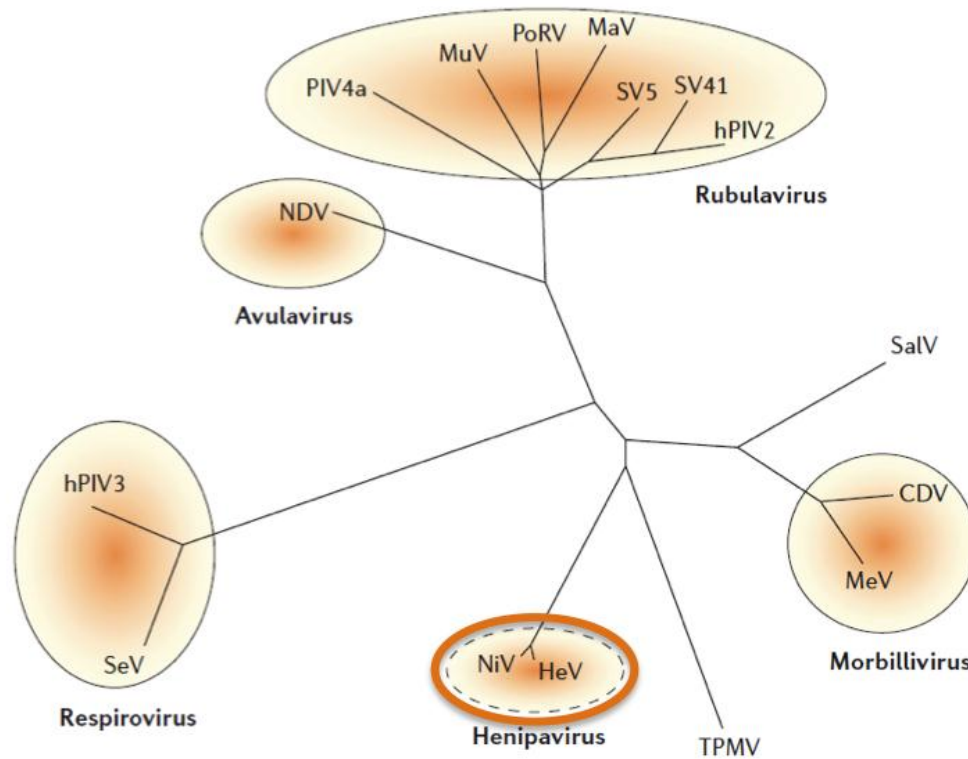 PoRV
MaV
MuV
PIV4a
SV5
SV41
hPIV2
Rubulavirus
NDV
Avulavirus
SalV
hPIV3
CDV
MeV
SeV
NiV
HeV
Morbillivirus
Respirovirus
Henipavirus
TPMV